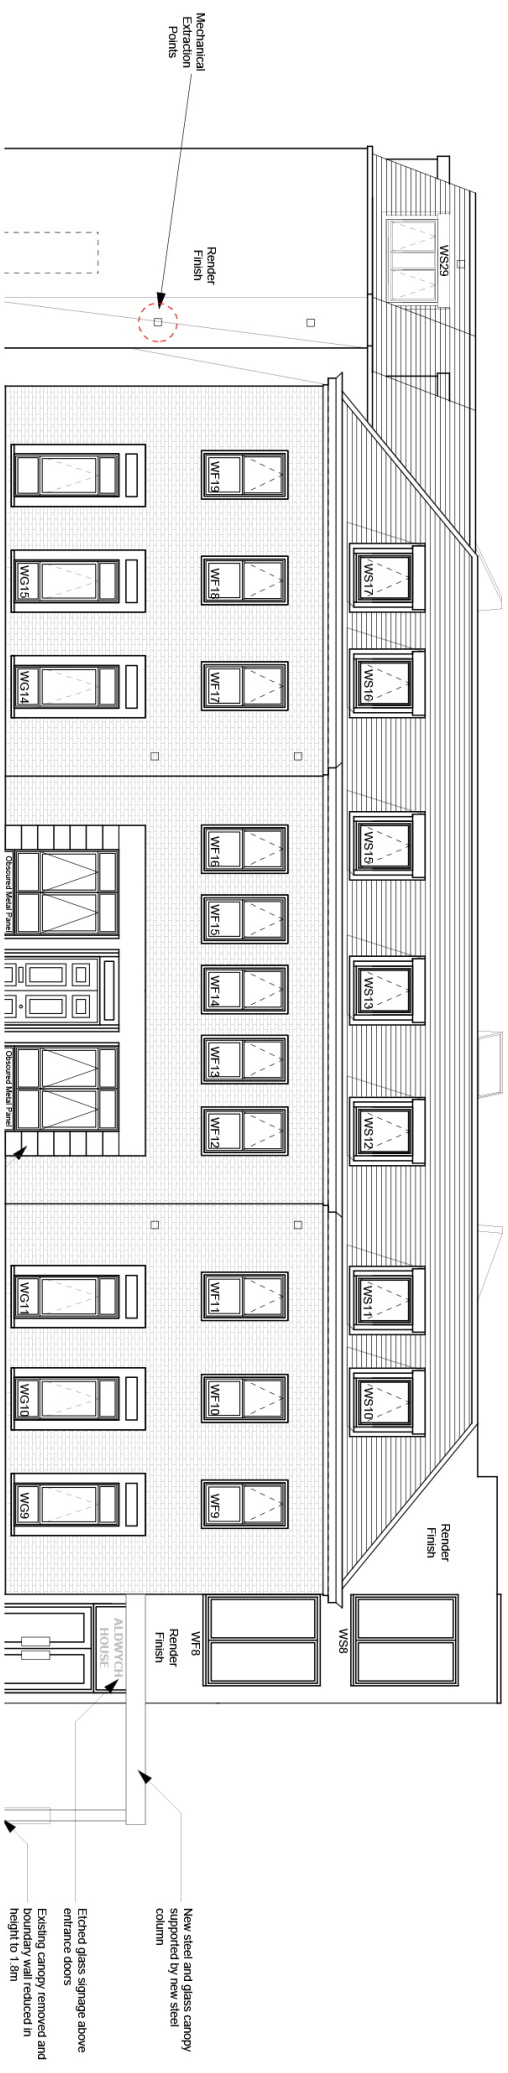 Mechanical
Extraction
Points
Render
Finish
WS29
WS17
WS16
WS15
WS13
WS12
WS11
WS10
Render
Finish
WF19
WF18
WF17
WF16
WF15
WF14
WF13
WF12
WF11
WF10
WF9
WS8
WF8
Render
Finish
WG15
WG14
Obsoured Metal Panel
Obsoured Metal Panel
WG11
WG10
WG9
ALDWYCH
HOUSE
New steel and glass canopy
supported by new steel
column
Etched glass signage above
entrance doors
Existing canopy removed and
boundary wall reduced in
height to 1.8m